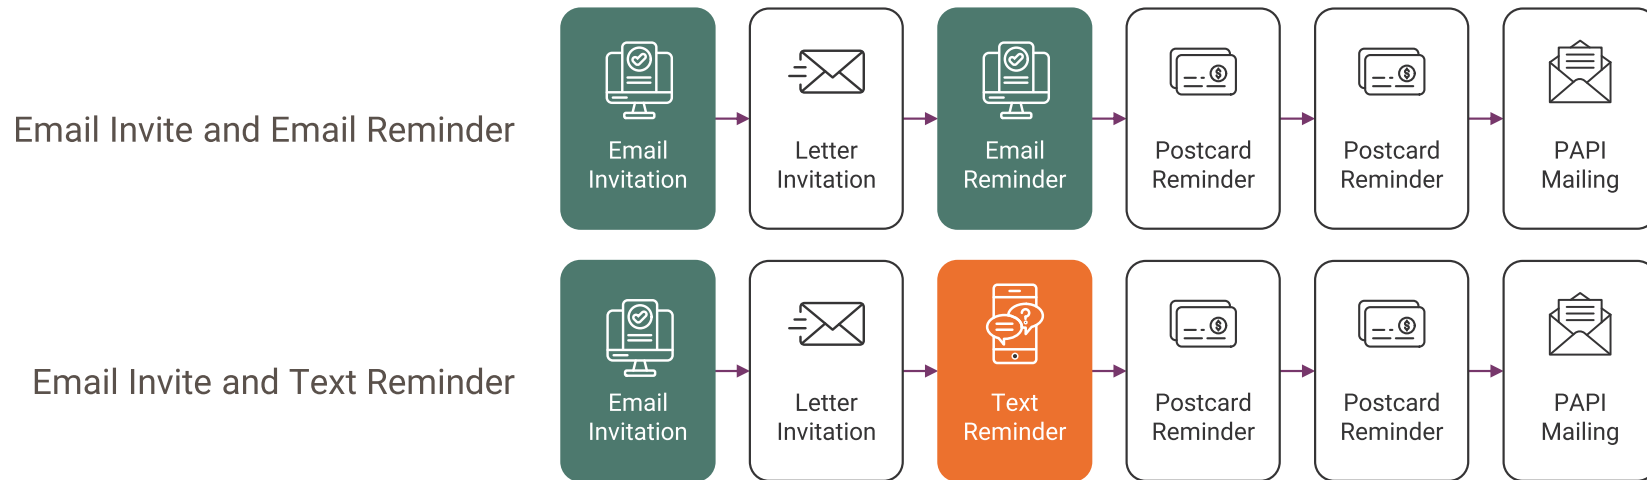 Email Invite and Email Reminder
Email
Invitation
Letter
Invitation
Email
Reminder
Postcard
Reminder
Postcard
Reminder
PAPI
Mailing
Email Invite and Text Reminder
Email
Invitation
Letter
Invitation
Text
Reminder
Postcard
Reminder
Postcard
Reminder
PAPI
Mailing